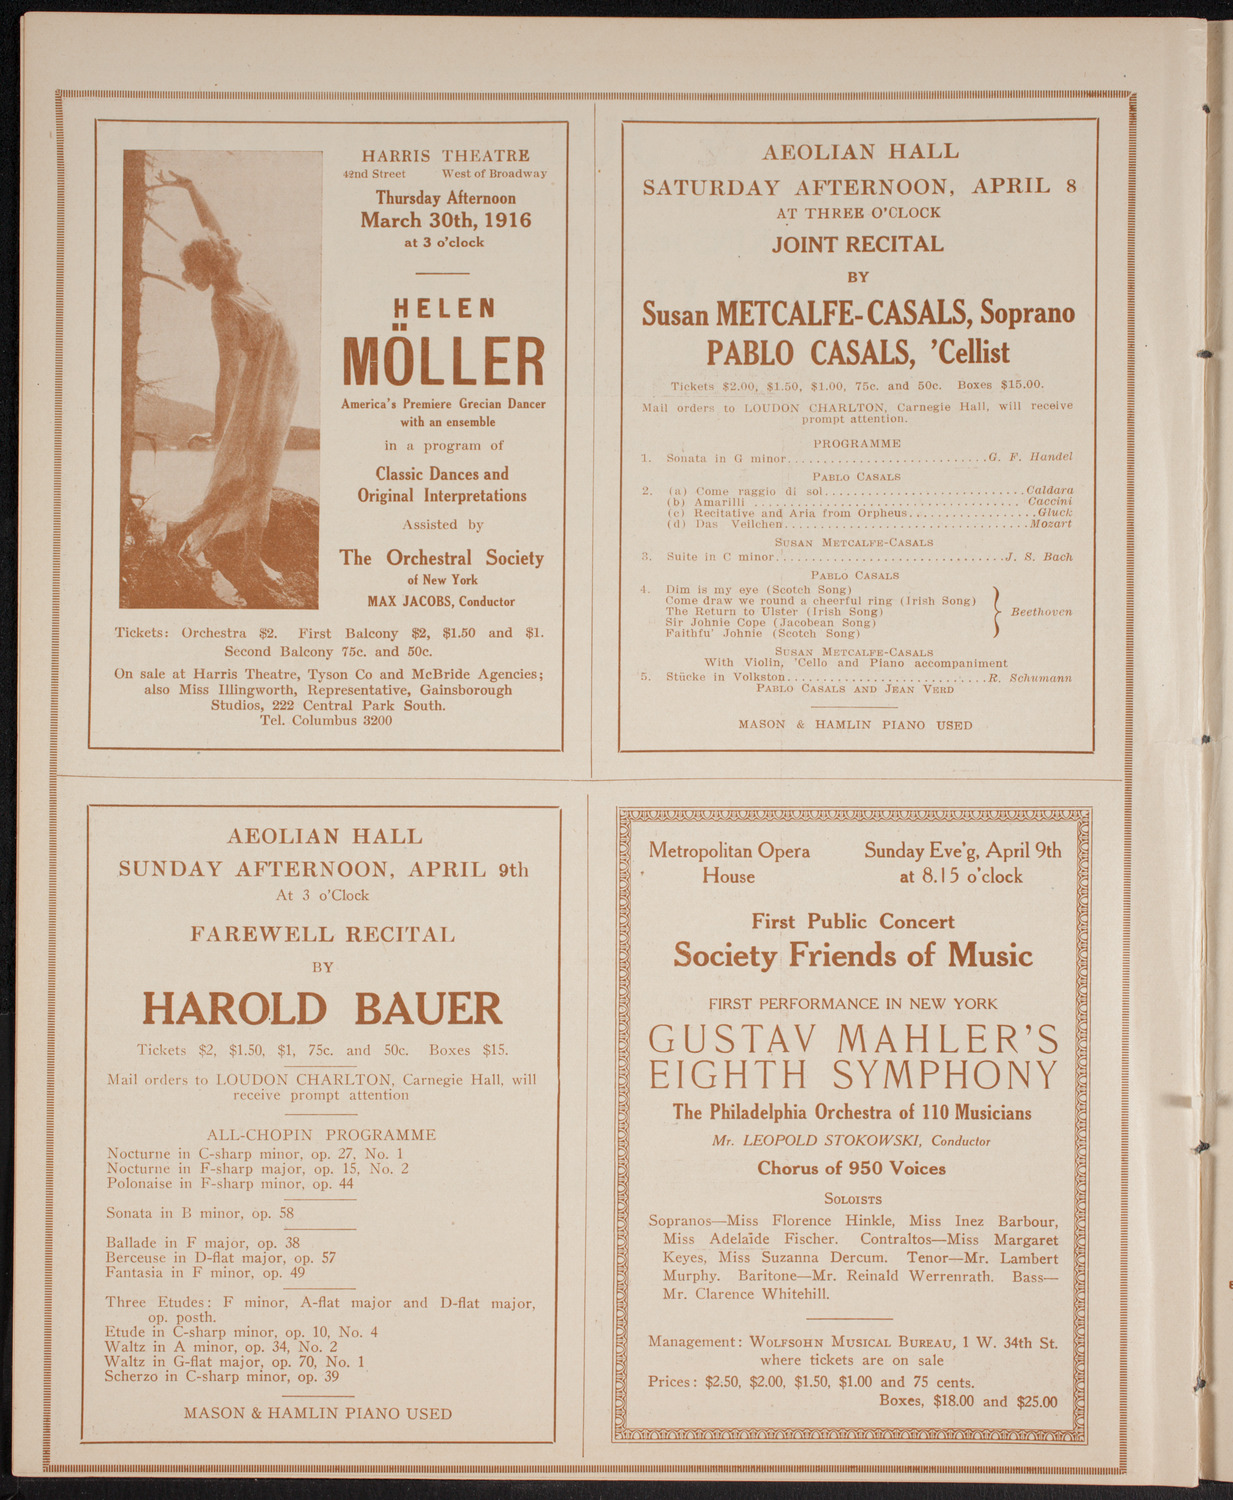 HARRIS THEATRE
42nd Street West of Broadway
Thursday Afternoon
March 30th, 1916
at 3 o'clock
HELEN
MÖLLER
America's Premiere Grecian Dancer
with an ensemble
in a program of
Classic Dances and
Original Interpretations
Assisted by
The Orchestral Society
of New York
MAX JACOBS, Conductor
Tickets: Orchestra $2. First Balcony $2, $1.50 and $1.
Second Balcony 75c. and 50c.
On sale at Harris Theatre, Tyson Co and McBride Agencies;
also Miss Illingworth, Representative, Gainsborough
Studios, 222 Central Park South.
Tel. Columbus 3200
AEOLIAN HALL
SATURDAY AFTERNOON, APRIL 8
AT THREE O'CLOCK
JOINT RECITAL
BY
Susan METCALFE-CASALS, Soprano
PABLO CASALS, 'Cellist
Tickets $2.00, $1.50, $1.00, 75c. and 50c. Boxes $15.00.
Mail orders to LOUDON CHARLTON, Carnegie Hall, will receive
prompt attention.
PROGRAMME
1. Sonata in G minor............................G. F. Handel
PABLO CASALS
2. (a) Come raggio di sol............................Caldara
(b) Amarilli .....................................Caccini
(c) Recitative and Aria from Orpheus..................Gluck
(d) Das Vellchen..................................Mozart
SUSAN METCALFE-CASALS
3. Suite in C minor................................J. S. Bach
PABLO CASALS
4. Dim is my eye (Scotch Song)
Come draw we round a cheerful ring (Irish Song)
The Return to Ulster (Irish Song) Beethoven
Sir Johnie Cope (Jacobean Song)
Faithfu' Johnie (Scotch Song)
SUSAN METCALFE-CASALS
With Violin, 'Cello and Piano accompaniment
5. Stücke in Volkston............................R. Schumann
PABLO CASALS AND JEAN VERD
MASON & HAMLIN PIANO USED
AEOLIAN HALL
SUNDAY AFTERNOON, APRIL 9th
At 3 o'Clock
FAREWELL RECITAL
BY
HAROLD BAUER
Tickets $2, $1.50, $1, 75c. and 50c. Boxes $15.
Mail orders to LOUDON CHARLTON, Carnegie Hall, will
receive prompt attention
ALL-CHOPIN PROGRAMME
Nocturne in C-sharp minor, op. 27, No. 1
Nocturne in F-sharp major, op. 15, No. 2
Polonaise in F-sharp minor, op. 44
Sonata in B minor, op. 58
Ballade in F major, op. 38
Berceuse in D-flat major, op. 57
Fantasia in F minor, op. 49
Three Etudes: F minor, A-flat major and D-flat major,
op. posth.
Etude in C-sharp minor, op. 10, No. 4
Waltz in A minor, op. 34, No. 2
Waltz in G-flat major, op. 70, No. 1
Scherzo in C-sharp minor, op. 39
MASON & HAMLIN PIANO USED
Metropolitan Opera Sunday Eve'g, April 9th
House at 8.15 o'clock
First Public Concert
Society Friends of Music
FIRST PERFORMANCE IN NEW YORK
GUSTAV MAHLER'S
EIGHTH SYMPHONY
The Philadelphia Orchestra of 110 Musicians
Mr. LEOPOLD STOKOWSKI, Conductor
Chorus of 950 Voices
SOLOISTS
Sopranos—Miss Florence Hinkle, Miss Inez Barbour,
Miss Adelaide Fischer. Contraltos—Miss Margaret
Keyes, Miss Suzanna Dercum. Tenor—Mr. Lambert
Murphy. Baritone—Mr. Reinald Werrenrath. Bass—
Mr. Clarence Whitehill.
Management: WOLFSOHN MUSICAL BUREAU, 1 W. 34th St.
where tickets are on sale
Prices: $2.50, $2.00, $1.50, $1.00 and 75 cents.
Boxes, $18.00 and $25.00